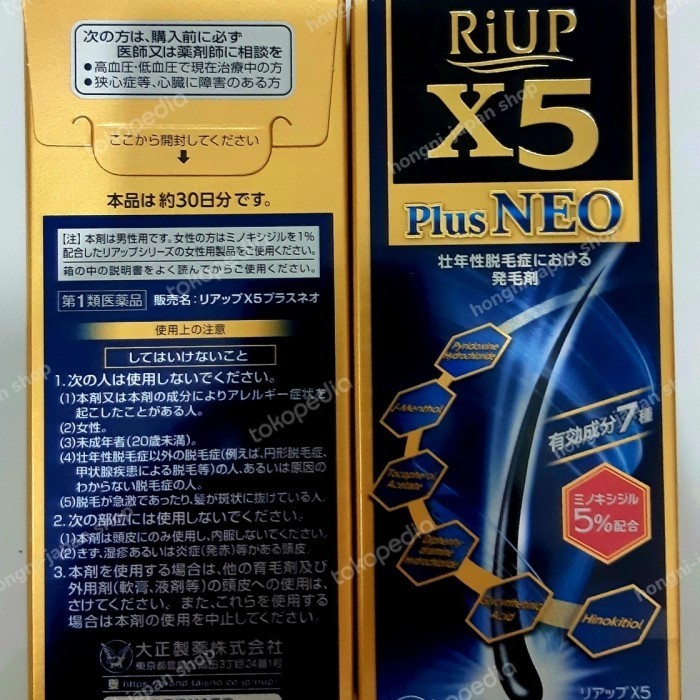 次の方は、購入前に必ず
医師又は薬剤師に相談を
●高血圧・低血圧で現在治療中の方
●狭心症等、心臓に障害のある方
ここから開封してください
本品は約30日分です。
[注] 本剤は男性用です。女性の方はミノキシジルを1%
配合したリアップシリーズの女性用製品をご使用ください。
箱の中の説明書をよく読んでからご使用ください。
第1類医薬品 販売名:リアップX5プラスネオ
使用上の注意
してはいけないこと
1.次の人は使用しないでください。
(1)本剤又は本剤の成分によりアレルギー症状を
起こしたことがある人。
(2)女性。
(3)未成年者(20歳未満)。
(4)壮年性脱毛症以外の脱毛症(例えば、円形脱毛症、
甲状腺疾患による脱毛等)の人、あるいは原因の
わからない脱毛症の人。
(5)脱毛が急激であったり、髪が斑状に抜けている人。
2.次の部位には使用しないでください。
(1)本剤は頭皮にのみ使用し、内服しないでください。
(2)きず、湿疹あるいは炎症(発赤)等がある頭皮。
3.本剤を使用する場合は、他の育毛剤及び
外用剤(軟膏、液剤等)の頭皮への使用は、
さけてください。また、これらを使用する
場合は本剤の使用を中止してください。
大正製薬株式会社
東京都豊島区高田3丁目24番1号
RiUP
X5
Plus NEO
壮年性脱毛症における
発毛剤
Pyridoxine
Hydrochloride
ℓ-Menthol
Tocopherol
Acetate
Diphenhy-
dramine
Hydrochloride
Glycyrrhetinic
Acid
Hinokitiol
有効成分7種
ミノキシジル
5%配合
リアップX5
tokopedia
hongni-japan shop